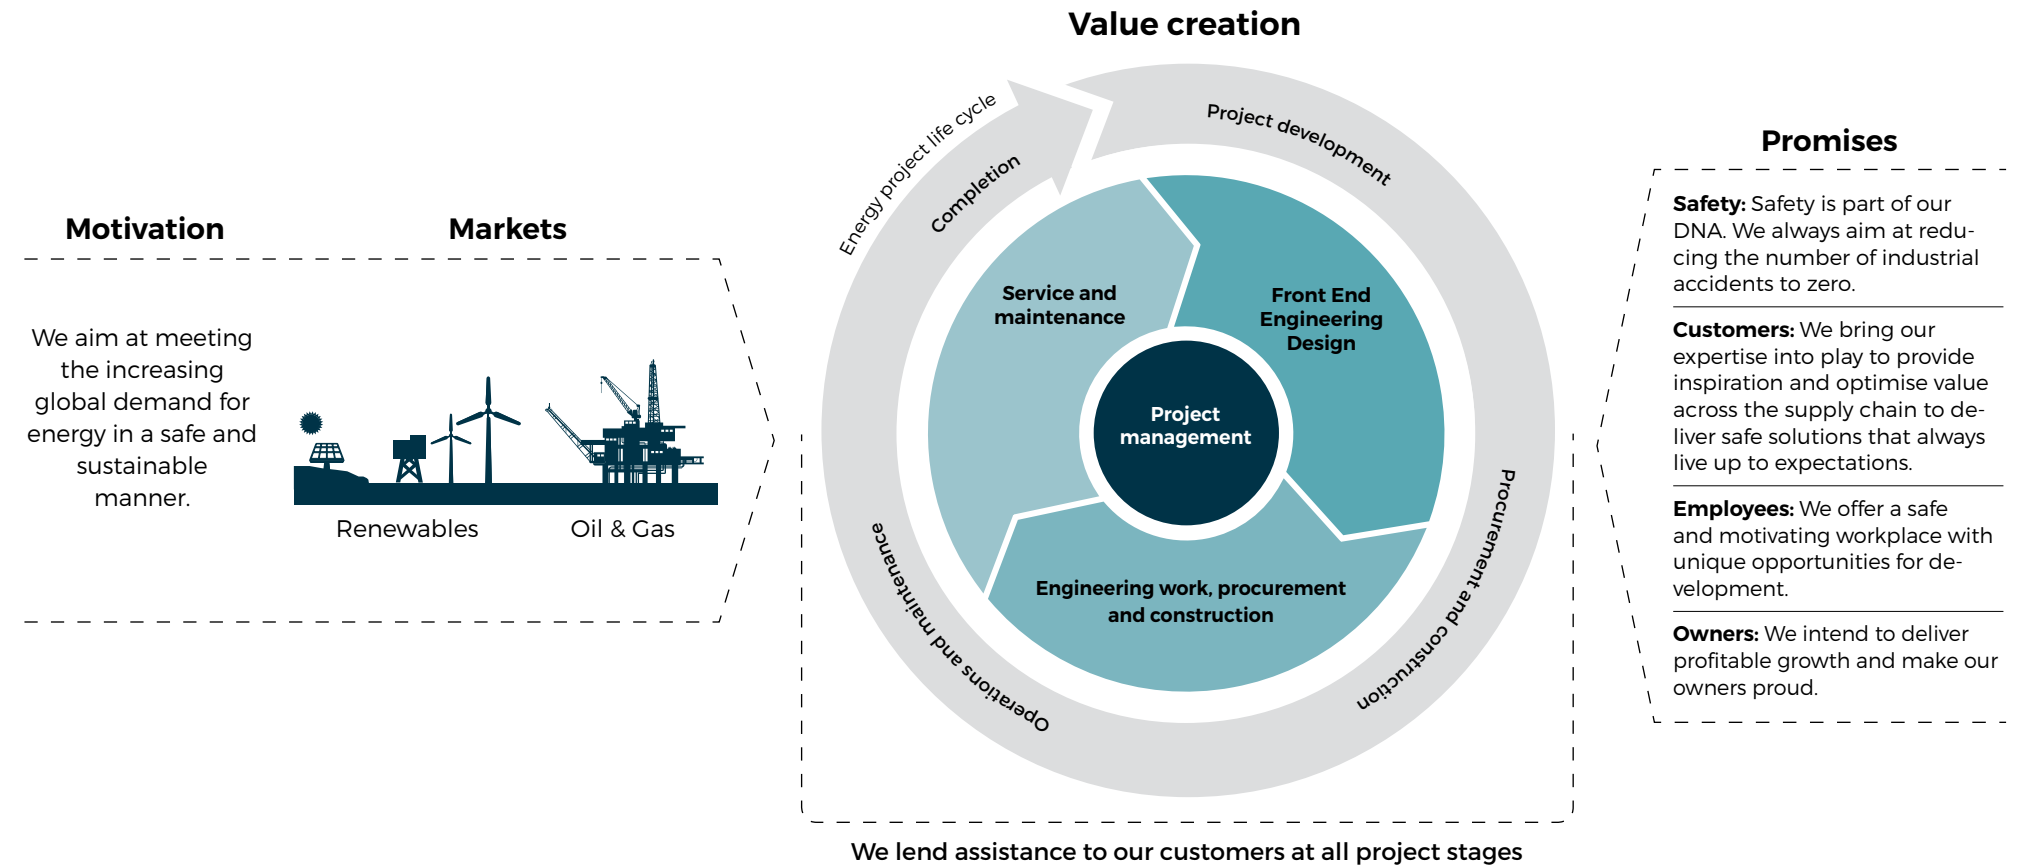 Value creation
Motivation
Markets
We aim at meeting
the increasing
global demand for
energy in a safe and
sustainable
manner.
Renewables
Oil & Gas
Energy project life cycle
Completion
Project development
Procurement and construction
Operations and maintenance
Service and
maintenance
Front End
Engineering
Design
Project
management
Engineering work, procurement
and construction
We lend assistance to our customers at all project stages
Promises
Safety: Safety is part of our
DNA. We always aim at redu-
cing the number of industrial
accidents to zero.
Customers: We bring our
expertise into play to provide
inspiration and optimise value
across the supply chain to de-
liver safe solutions that always
live up to expectations.
Employees: We offer a safe
and motivating workplace with
unique opportunities for de-
velopment.
Owners: We intend to deliver
profitable growth and make our
owners proud.